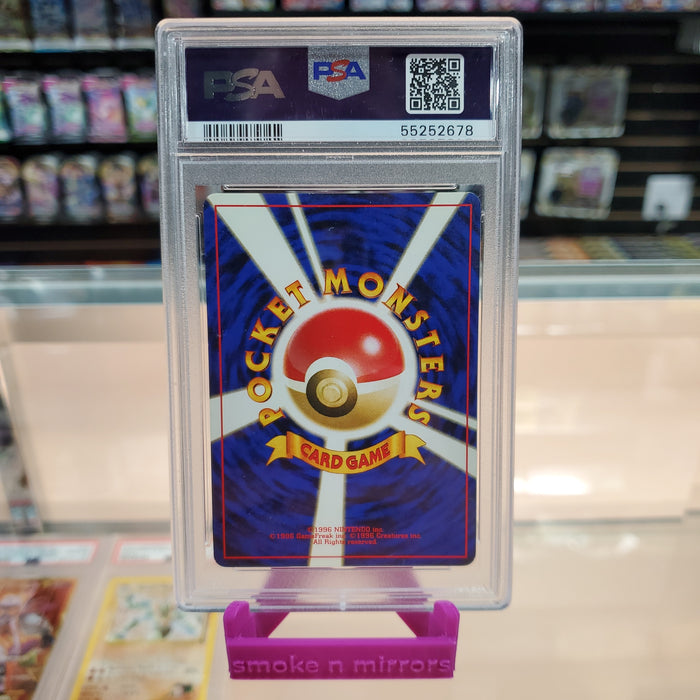 PSA
PSA
55252678
POCKET MONSTERS
CARD GAME
©1996 NINTENDO inc.
©1996 GameFreak inc. ©1996 Creatures inc.
All Rights reserved.
smoke n mirrors